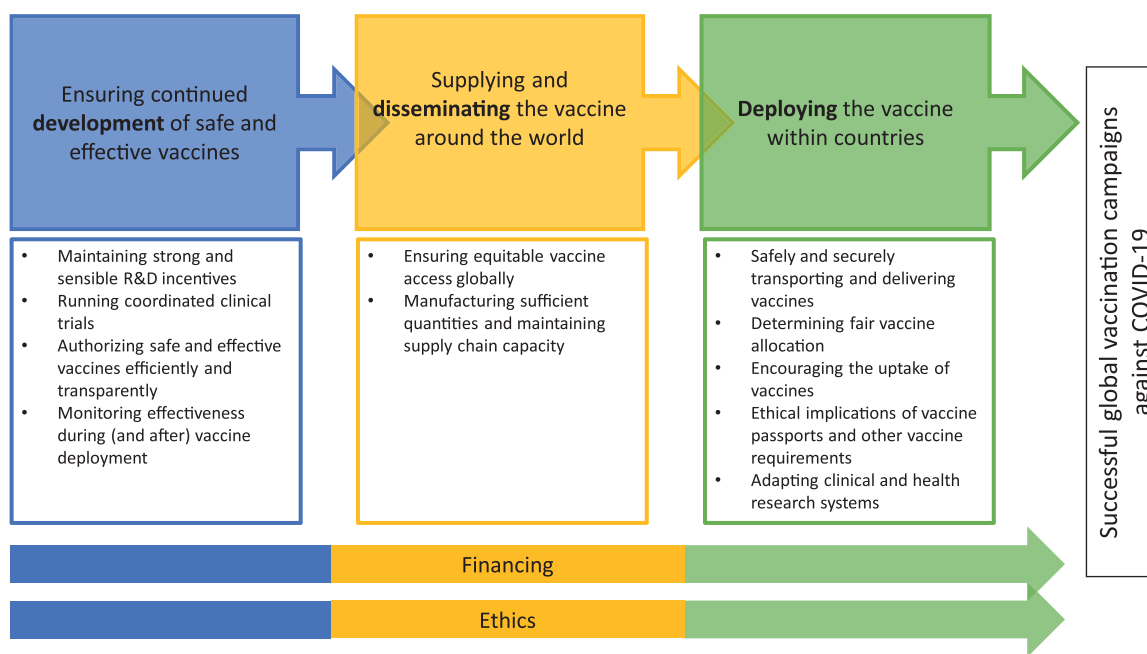 Ensuring continued
development of safe and
effective vaccines
Supplying and
disseminating the vaccine
around the world
Deploying the vaccine
within countries
• Maintaining strong and
sensible R&D incentives
• Running coordinated clinical
trials
• Authorizing safe and effective
vaccines efficiently and
transparently
• Monitoring effectiveness
during (and after) vaccine
deployment
• Ensuring equitable vaccine
access globally
• Manufacturing sufficient
quantities and maintaining
supply chain capacity
• Safely and securely
transporting and delivering
vaccines
• Determining fair vaccine
allocation
• Encouraging the uptake of
vaccines
• Ethical implications of vaccine
passports and other vaccine
requirements
• Adapting clinical and health
research systems
Successful global vaccination campaigns
against COVID-19
Financing
Ethics